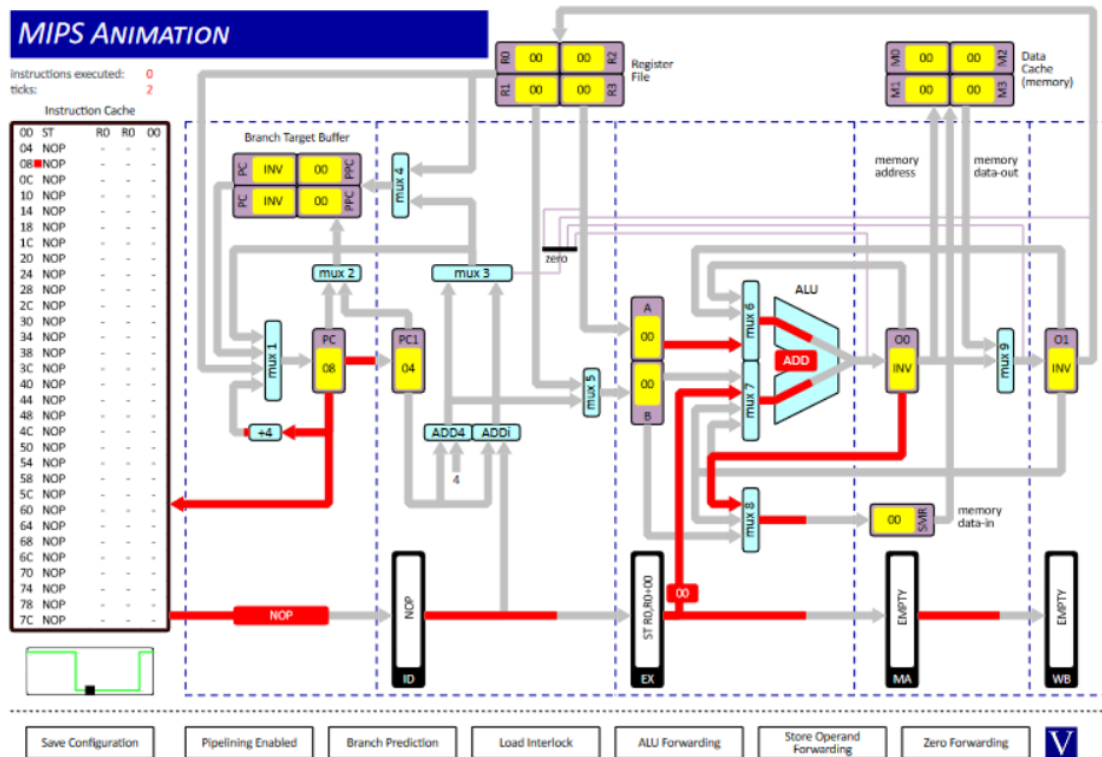 MIPS ANIMATION
instructions executed: 0
ticks: 2
Instruction Cache
00 ST R0 R0 00
04 NOP - - -
08 NOP - - -
0C NOP - - -
10 NOP - - -
14 NOP - - -
18 NOP - - -
1C NOP - - -
20 NOP - - -
24 NOP - - -
28 NOP - - -
2C NOP - - -
30 NOP - - -
34 NOP - - -
38 NOP - - -
3C NOP - - -
40 NOP - - -
44 NOP - - -
48 NOP - - -
4C NOP - - -
50 NOP - - -
54 NOP - - -
58 NOP - - -
5C NOP - - -
60 NOP - - -
64 NOP - - -
68 NOP - - -
6C NOP - - -
70 NOP - - -
74 NOP - - -
78 NOP - - -
7C NOP - - -
R0 00 00 R2
R1 00 00 R3
Register
File
M0 00 00 M2
M1 00 00 M3
Data
Cache
(memory)
Branch Target Buffer
PC INV 00 PPC
PC INV 00 PPC
mux 4
memory
address
memory
data-out
zero
mux 2
mux 3
mux 1
PC
08
PC1
04
+4
ADD4 ADDi
4
mux 5
A
00
00
B
mux 6
mux 7
ALU
ADD
O0
INV
mux 9
O1
INV
mux 8
00 SMR
memory
data-in
NOP
NOP
ID
ST R0,R0+00
EX
00
EMPTY
MA
EMPTY
WB
Save Configuration
Pipelining Enabled
Branch Prediction
Load Interlock
ALU Forwarding
Store Operand
Forwarding
Zero Forwarding
V